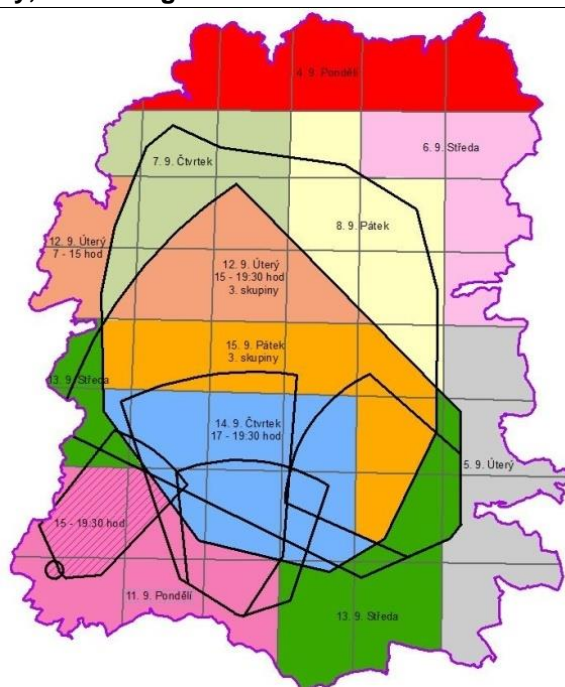 4. 9. Pondělí
6. 9. Středa
7. 9. Čtvrtek
8. 9. Pátek
12. 9. Úterý
7 - 15 hod
12. 9. Úterý
15 - 19:30 hod
3. skupiny
15. 9. Pátek
3. skupiny
13. 9. Středa
14. 9. Čtvrtek
17 - 19:30 hod
5. 9. Úterý
15 - 19:30 hod
11. 9. Pondělí
13. 9. Středa